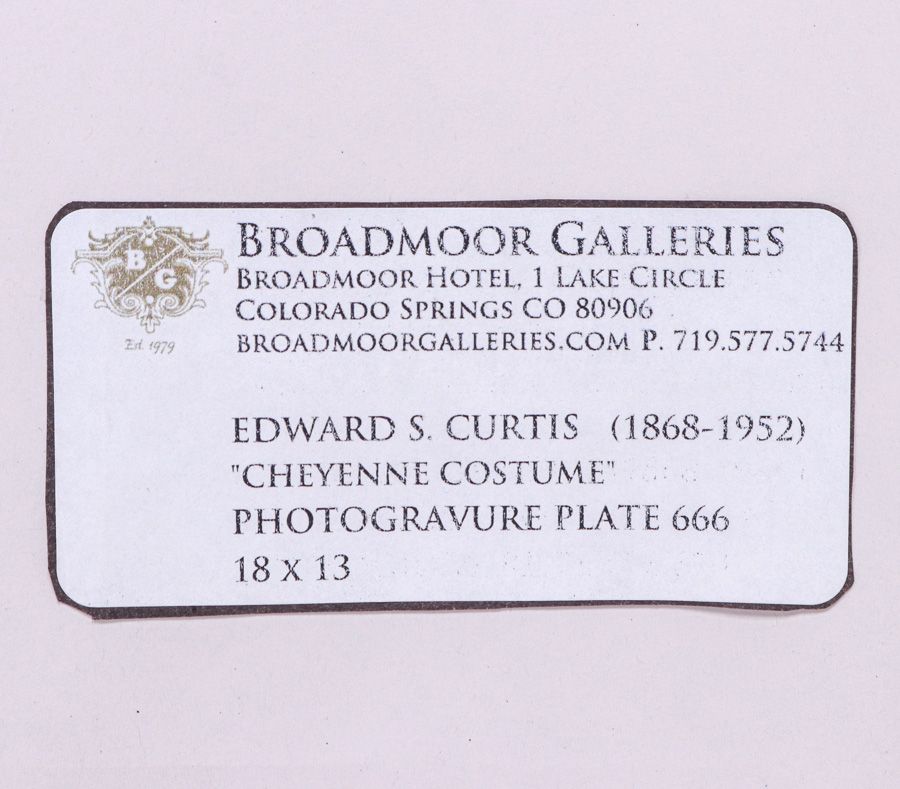 BROADMOOR GALLERIES
BROADMOOR HOTEL, 1 LAKE CIRCLE
COLORADO SPRINGS CO 80906
BROADMOORGALLERIES.COM P. 719.577.5744
B G
Est. 1979
EDWARD S. CURTIS (1868-1952)
"CHEYENNE COSTUME"
PHOTOGRAVURE PLATE 666
18 X 13